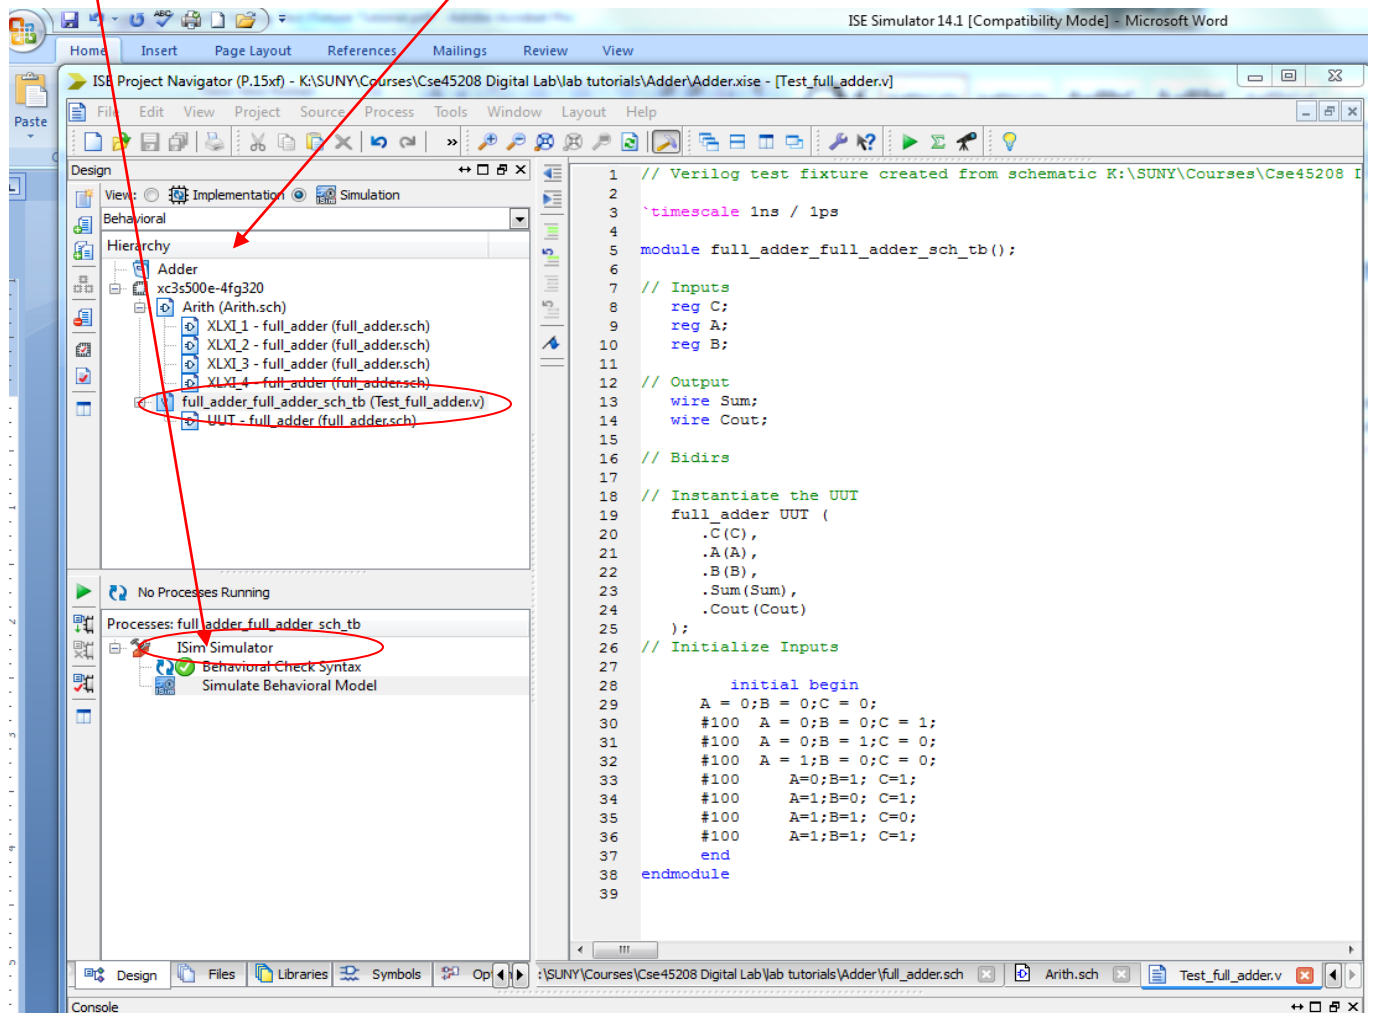 ISE Simulator 14.1 [Compatibility Mode] - Microsoft Word
Home Insert Page Layout References Mailings Review View
Paste
ISE Project Navigator (P.15xf) - K:\SUNY\Courses\Cse45208 Digital Lab\lab tutorials\Adder\Adder.xise - [Test_full_adder.v]
File Edit View Project Source Process Tools Window Layout Help
Design
View: Implementation Simulation
Behavioral
Hierarchy
Adder
xc3s500e-4fg320
Arith (Arith.sch)
XLXI_1 - full_adder (full_adder.sch)
XLXI_2 - full_adder (full_adder.sch)
XLXI_3 - full_adder (full_adder.sch)
XLXI_4 - full_adder (full_adder.sch)
full_adder_full_adder_sch_tb (Test_full_adder.v)
UUT - full_adder (full_adder.sch)
No Processes Running
Processes: full_adder_full_adder_sch_tb
ISim Simulator
Behavioral Check Syntax
Simulate Behavioral Model
1 // Verilog test fixture created from schematic K:\SUNY\Courses\Cse45208
2
3 `timescale 1ns / 1ps
4
5 module full_adder_full_adder_sch_tb();
6
7 // Inputs
8 reg C;
9 reg A;
10 reg B;
11
12 // Output
13 wire Sum;
14 wire Cout;
15
16 // Bidirs
17
18 // Instantiate the UUT
19 full_adder UUT (
20 .C(C),
21 .A(A),
22 .B(B),
23 .Sum(Sum),
24 .Cout(Cout)
25 );
26 // Initialize Inputs
27
28 initial begin
29 A = 0;B = 0;C = 0;
30 #100 A = 0;B = 0;C = 1;
31 #100 A = 0;B = 1;C = 0;
32 #100 A = 1;B = 0;C = 0;
33 #100 A=0;B=1; C=1;
34 #100 A=1;B=0; C=1;
35 #100 A=1;B=1; C=0;
36 #100 A=1;B=1; C=1;
37 end
38 endmodule
39
Design Files Libraries Symbols
:\SUNY\Courses\Cse45208 Digital Lab\lab tutorials\Adder\full_adder.sch Arith.sch Test_full_adder.v
Console